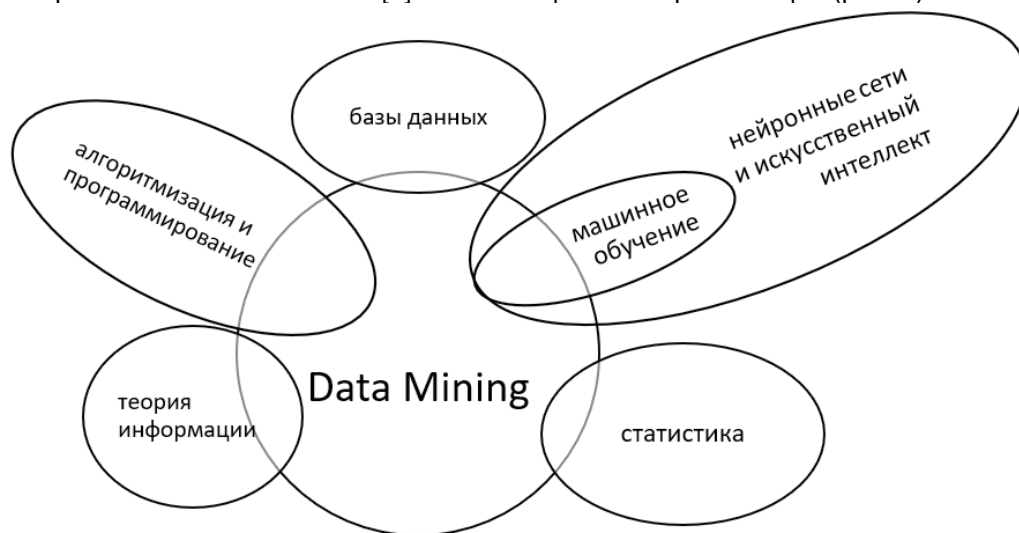 базы данных
нейронные сети
и искусственный
интеллект
алгоритмизация и
программирование
машинное
обучение
Data Mining
теория
информации
статистика